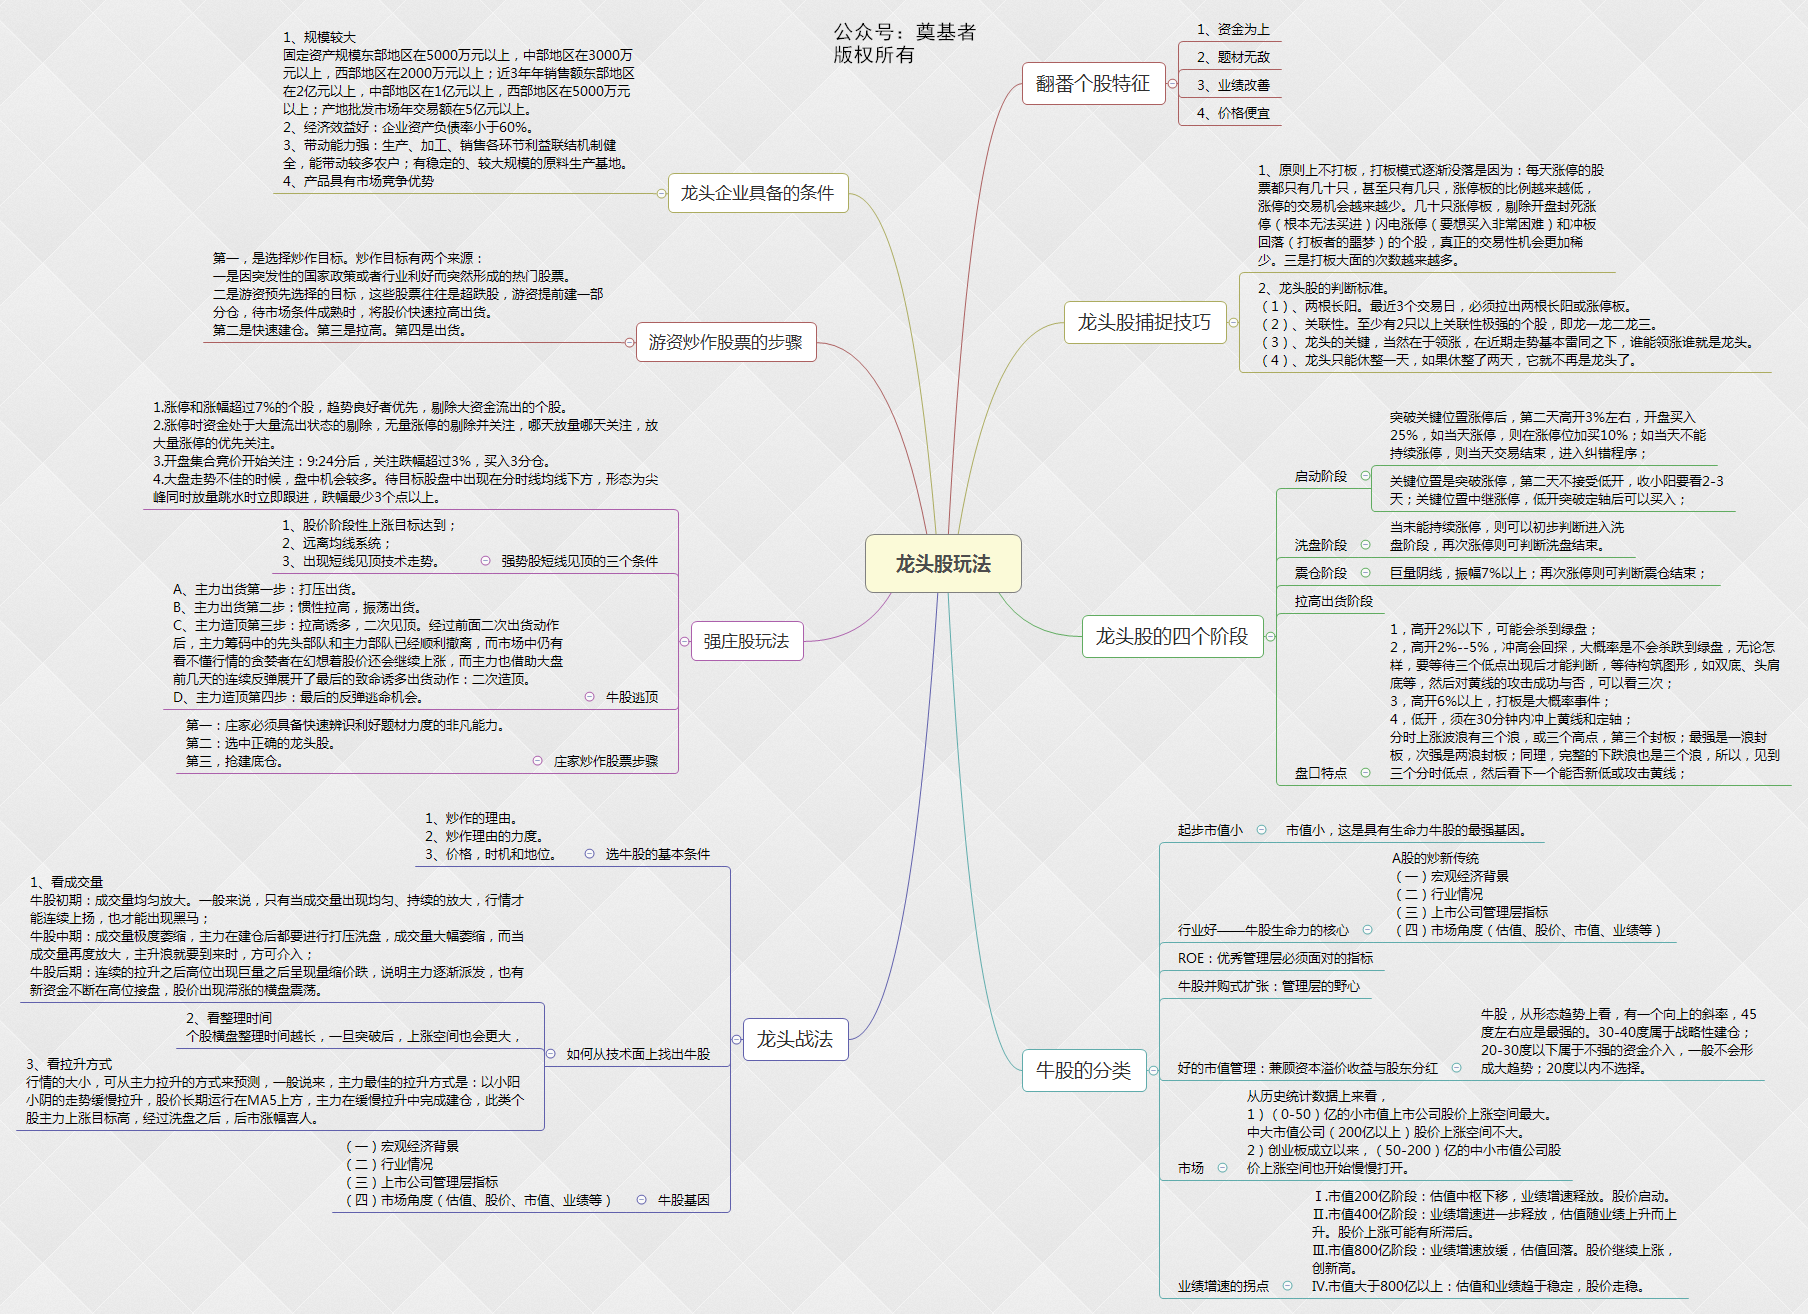 公众号：奠基者
版权所有
龙头股玩法
翻番个股特征
1、资金为上
2、题材无敌
3、业绩改善
4、价格便宜
龙头股捕捉技巧
1、原则上不打板，打板模式逐渐没落是因为：每天涨停的股
票都只有几十只，甚至只有几只，涨停板的比例越来越低，
涨停的交易机会越来越少。几十只涨停板，剔除开盘封死涨
停（根本无法买进）闪电涨停（要想买入非常困难）和冲板
回落（打板者的噩梦）的个股，真正的交易性机会更加稀
少。三是打板大面的次数越来越多。
2、龙头股的判断标准。
（1）、两根长阳。最近3个交易日，必须拉出两根长阳或涨停板。
（2）、关联性。至少有2只以上关联性极强的个股，即龙一龙二龙三。
（3）、龙头的关键，当然在于领涨，在近期走势基本雷同之下，谁能领涨谁就是龙头。
（4）、龙头只能休整一天，如果休整了两天，它就不再是龙头了。
龙头股的四个阶段
启动阶段
突破关键位置涨停后，第二天高开3%左右，开盘买入
25%，如当天涨停，则在涨停位加买10%；如当天不能
持续涨停，则当天交易结束，进入纠错程序；
关键位置是突破涨停，第二天不接受低开，收小阳要看2-3
天；关键位置中继涨停，低开突破定轴后可以买入；
洗盘阶段
当未能持续涨停，则可以初步判断进入洗
盘阶段，再次涨停则可判断洗盘结束。
震仓阶段
巨量阴线，振幅7%以上；再次涨停则可判断震仓结束；
拉高出货阶段
盘口特点
1，高开2%以下，可能会杀到绿盘；
2，高开2%--5%，冲高会回探，大概率是不会杀跌到绿盘，无论怎
样，要等待三个低点出现后才能判断，等待构筑图形，如双底、头肩
底等，然后对黄线的攻击成功与否，可以看三次；
3，高开6%以上，打板是大概率事件；
4，低开，须在30分钟内冲上黄线和定轴；
分时上涨波浪有三个浪，或三个高点，第三个封板；最强是一浪封
板，次强是两浪封板；同理，完整的下跌浪也是三个浪，所以，见到
三个分时低点，然后看下一个能否新低或攻击黄线；
牛股的分类
起步市值小
市值小，这是具有生命力牛股的最强基因。
行业好——牛股生命力的核心
A股的炒新传统
（一）宏观经济背景
（二）行业情况
（三）上市公司管理层指标
（四）市场角度（估值、股价、市值、业绩等）
ROE：优秀管理层必须面对的指标
牛股并购式扩张：管理层的野心
好的市值管理：兼顾资本溢价收益与股东分红
牛股，从形态趋势上看，有一个向上的斜率，45
度左右应是最强的。30-40度属于战略性建仓；
20-30度以下属于不强的资金介入，一般不会形
成大趋势；20度以内不选择。
市场
从历史统计数据上来看，
1）（0-50）亿的小市值上市公司股价上涨空间最大。
中大市值公司（200亿以上）股价上涨空间不大。
2）创业板成立以来，（50-200）亿的中小市值公司股
价上涨空间也开始慢慢打开。
业绩增速的拐点
Ⅰ.市值200亿阶段：估值中枢下移，业绩增速释放。股价启动。
Ⅱ.市值400亿阶段：业绩增速进一步释放，估值随业绩上升而上
升。股价上涨可能有所滞后。
Ⅲ.市值800亿阶段：业绩增速放缓，估值回落。股价继续上涨，
创新高。
Ⅳ.市值大于800亿以上：估值和业绩趋于稳定，股价走稳。
龙头企业具备的条件
1、规模较大
固定资产规模东部地区在5000万元以上，中部地区在3000万
元以上，西部地区在2000万元以上；近3年年销售额东部地区
在2亿元以上，中部地区在1亿元以上，西部地区在5000万元
以上；产地批发市场年交易额在5亿元以上。
2、经济效益好：企业资产负债率小于60%。
3、带动能力强：生产、加工、销售各环节利益联结机制健
全，能带动较多农户；有稳定的、较大规模的原料生产基地。
4、产品具有市场竞争优势
游资炒作股票的步骤
第一，是选择炒作目标。炒作目标有两个来源：
一是因突发性的国家政策或者行业利好而突然形成的热门股票。
二是游资预先选择的目标，这些股票往往是超跌股，游资提前建一部
分仓，待市场条件成熟时，将股价快速拉高出货。
第二是快速建仓。第三是拉高。第四是出货。
强庄股玩法
1.涨停和涨幅超过7%的个股，趋势良好者优先，剔除大资金流出的个股。
2.涨停时资金处于大量流出状态的剔除，无量涨停的剔除并关注，哪天放量哪天关注，放
大量涨停的优先关注。
3.开盘集合竞价开始关注：9:24分后，关注跌幅超过3%，买入3分仓。
4.大盘走势不佳的时候，盘中机会较多。待目标股盘中出现在分时线均线下方，形态为尖
峰同时放量跳水时立即跟进，跌幅最少3个点以上。
强势股短线见顶的三个条件
1、股价阶段性上涨目标达到；
2、远离均线系统；
3、出现短线见顶技术走势。
牛股逃顶
A、主力出货第一步：打压出货。
B、主力出货第二步：惯性拉高，振荡出货。
C、主力造顶第三步：拉高诱多，二次见顶。经过前面二次出货动作
后，主力筹码中的先头部队和主力部队已经顺利撤离，而市场中仍有
看不懂行情的贪婪者在幻想着股价还会继续上涨，而主力也借助大盘
前几天的连续反弹展开了最后的致命诱多出货动作：二次造顶。
D、主力造顶第四步：最后的反弹逃命机会。
庄家炒作股票步骤
第一：庄家必须具备快速辨识利好题材力度的非凡能力。
第二：选中正确的龙头股。
第三，抢建底仓。
龙头战法
选牛股的基本条件
1、炒作的理由。
2、炒作理由的力度。
3、价格，时机和地位。
如何从技术面上找出牛股
1、看成交量
牛股初期：成交量均匀放大。一般来说，只有当成交量出现均匀、持续的放大，行情才
能连续上扬，也才能出现黑马；
牛股中期：成交量极度萎缩，主力在建仓后都要进行打压洗盘，成交量大幅萎缩，而当
成交量再度放大，主升浪就要到来时，方可介入；
牛股后期：连续的拉升之后高位出现巨量之后呈现量缩价跌，说明主力逐渐派发，也有
新资金不断在高位接盘，股价出现滞涨的横盘震荡。
2、看整理时间
个股横盘整理时间越长，一旦突破后，上涨空间也会更大，
3、看拉升方式
行情的大小，可从主力拉升的方式来预测，一般说来，主力最佳的拉升方式是：以小阳
小阴的走势缓慢拉升，股价长期运行在MA5上方，主力在缓慢拉升中完成建仓，此类个
股主力上涨目标高，经过洗盘之后，后市涨幅喜人。
牛股基因
（一）宏观经济背景
（二）行业情况
（三）上市公司管理层指标
（四）市场角度（估值、股价、市值、业绩等）